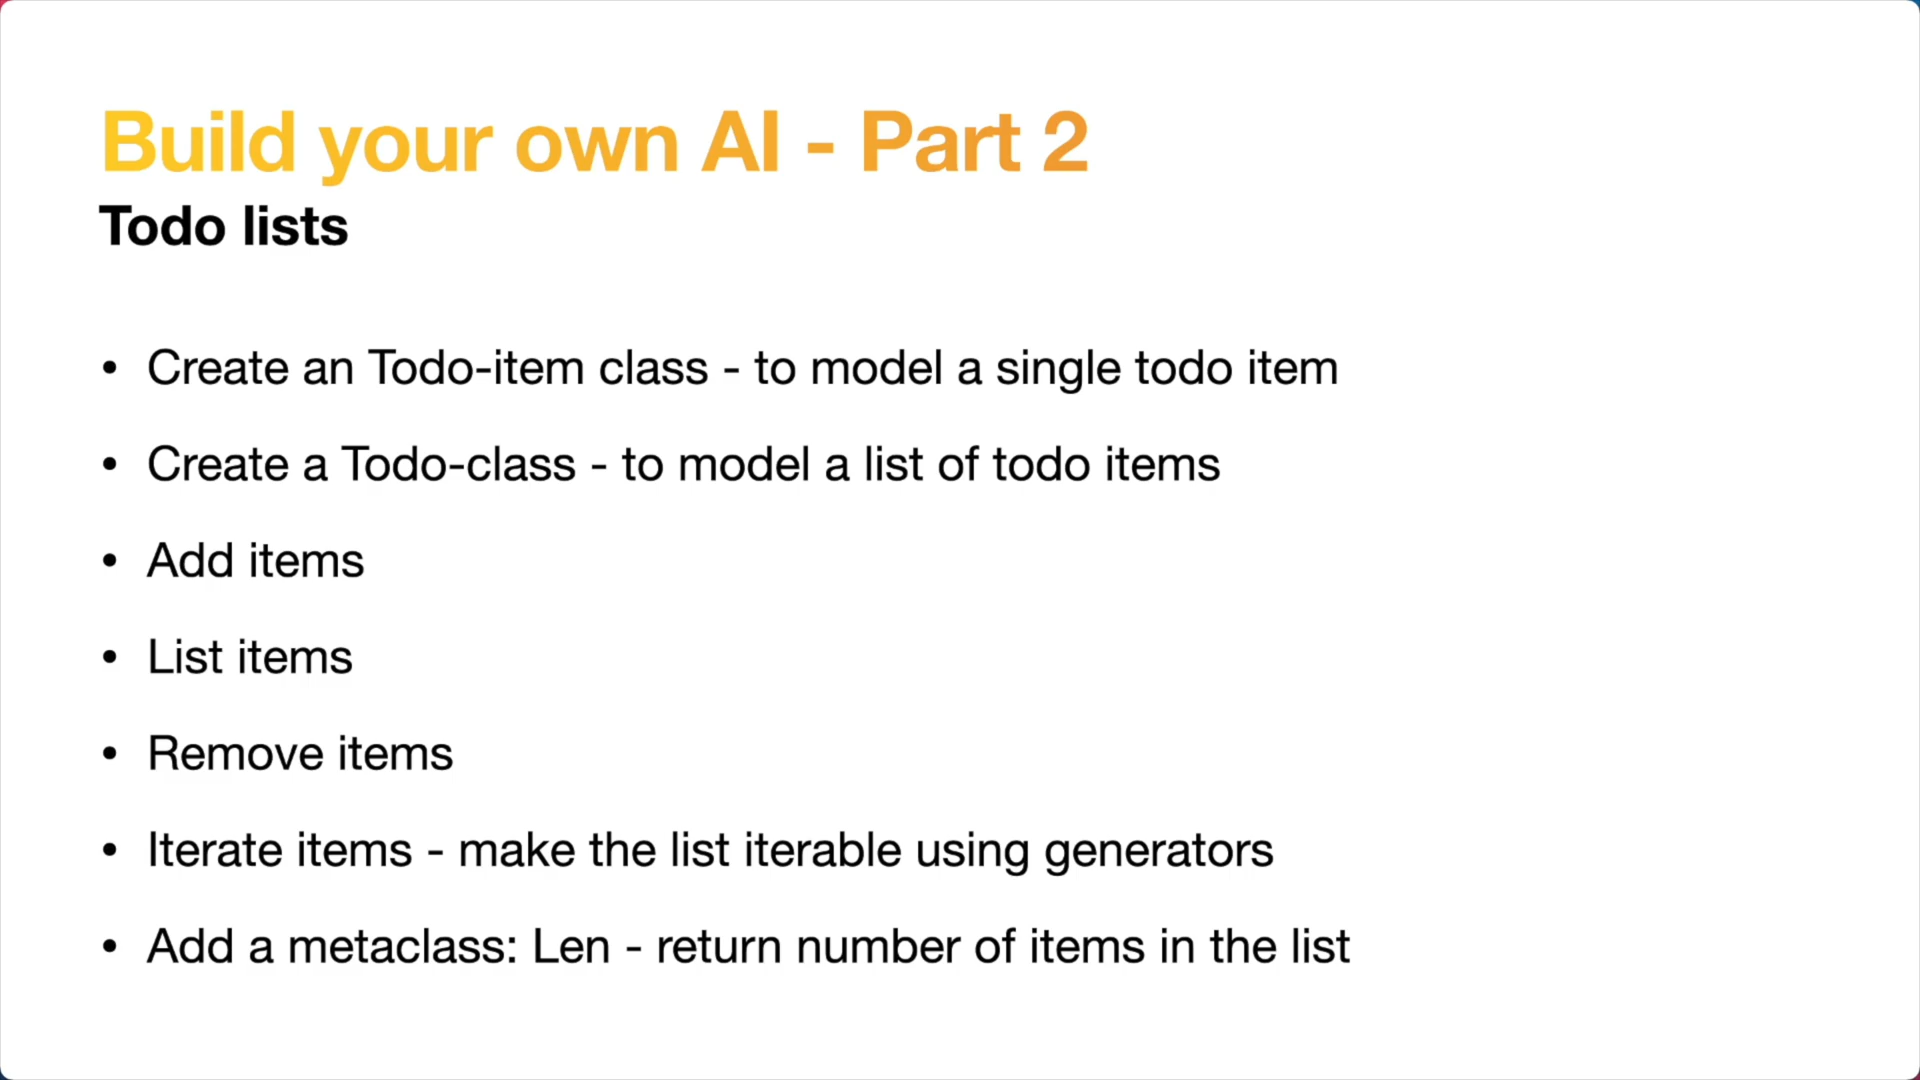 Build your own AI - Part 2
Todo lists
• Create an Todo-item class - to model a single todo item
• Create a Todo-class - to model a list of todo items
• Add items
• List items
• Remove items
• Iterate items - make the list iterable using generators
• Add a metaclass: Len - return number of items in the list